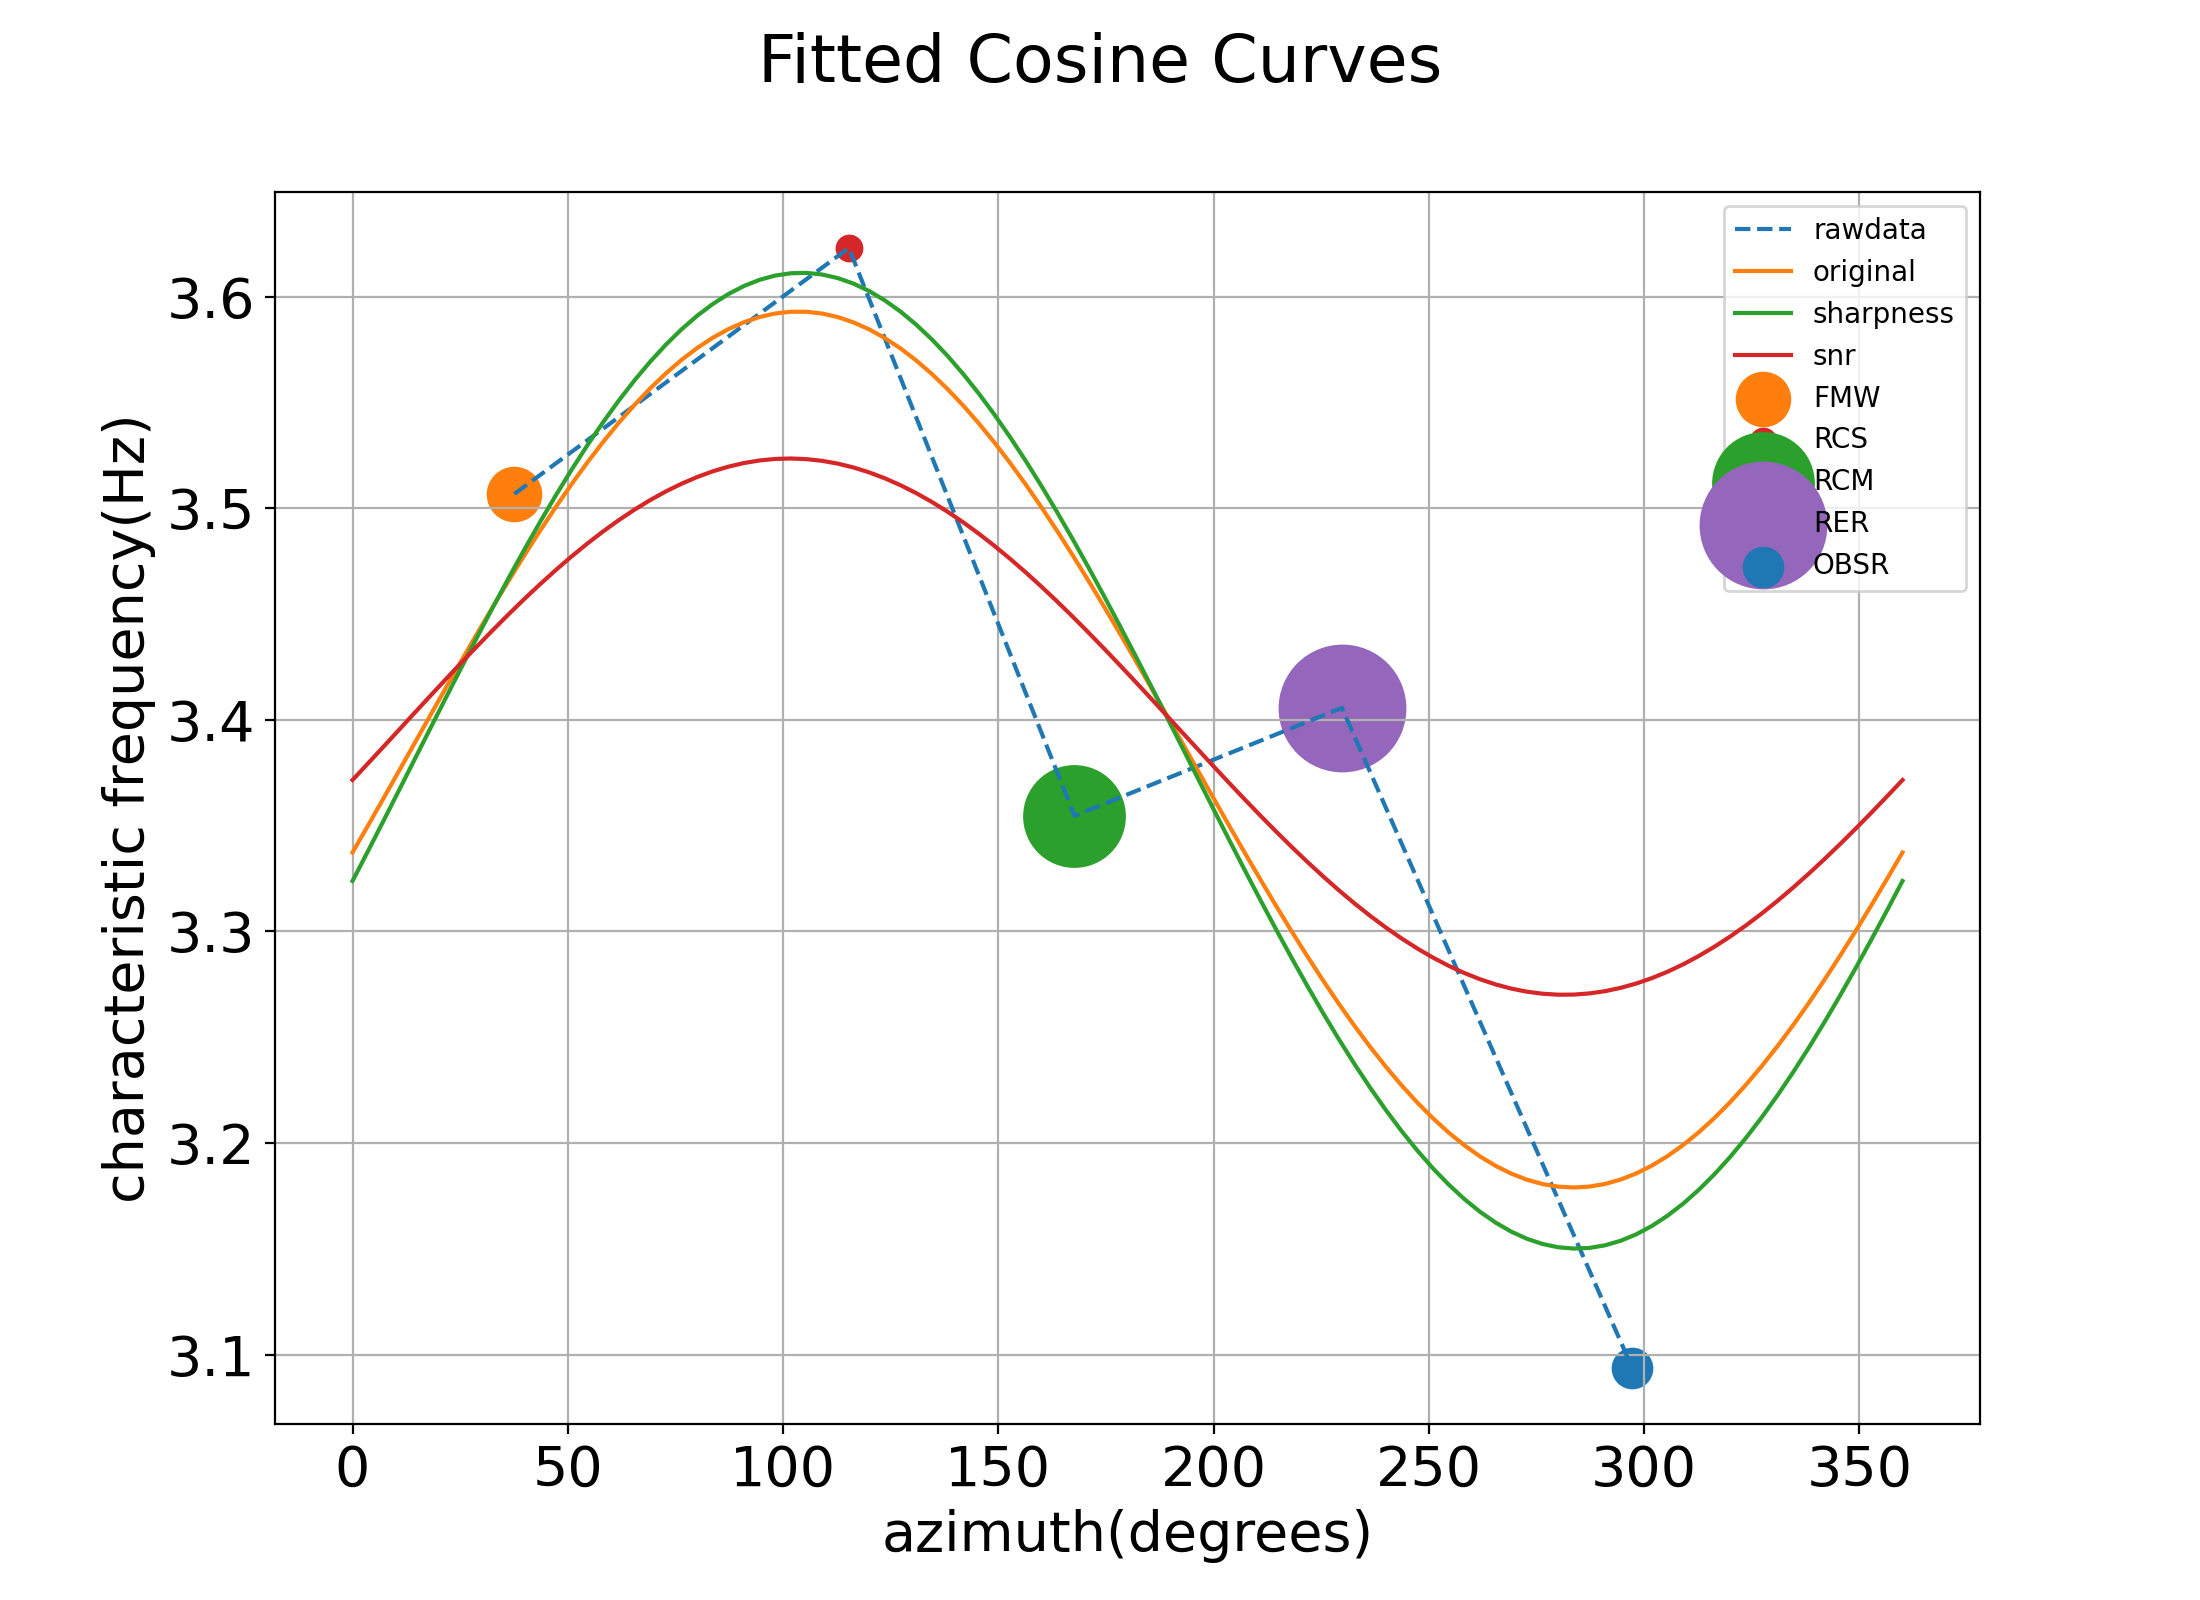 Fitted Cosine Curves
rawdata
original
sharpness
snr
FMW
RCS
RCM
RER
OBSR
characteristic frequency(Hz)
3.6
3.5
3.4
3.3
3.2
3.1
0 50 100 150 200 250 300 350
azimuth(degrees)